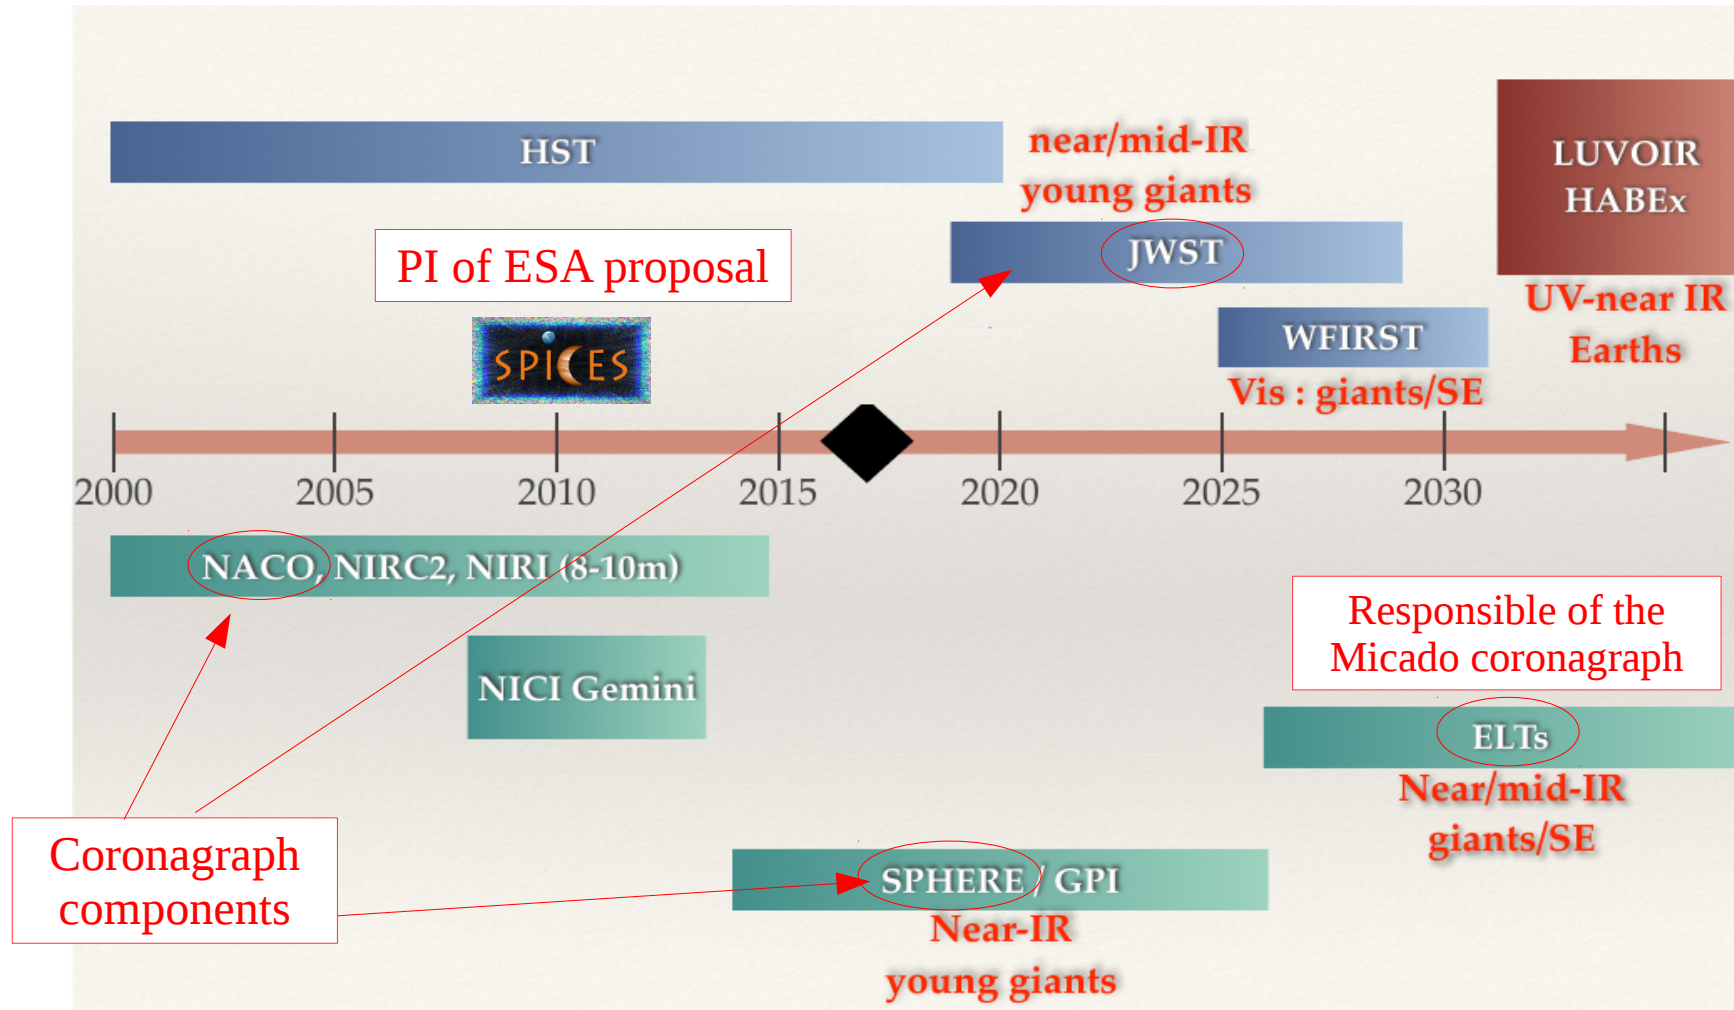 HST
near/mid-IR
young giants
LUVOIR
HABEx
PI of ESA proposal
JWST
UV-near IR
Earths
SPICES
WFIRST
Vis : giants/SE
2000
2005
2010
2015
2020
2025
2030
NACO, NIRC2, NIRI (8-10m)
Responsible of the
Micado coronagraph
NICI Gemini
ELTs
Near/mid-IR
giants/SE
Coronagraph
components
SPHERE / GPI
Near-IR
young giants